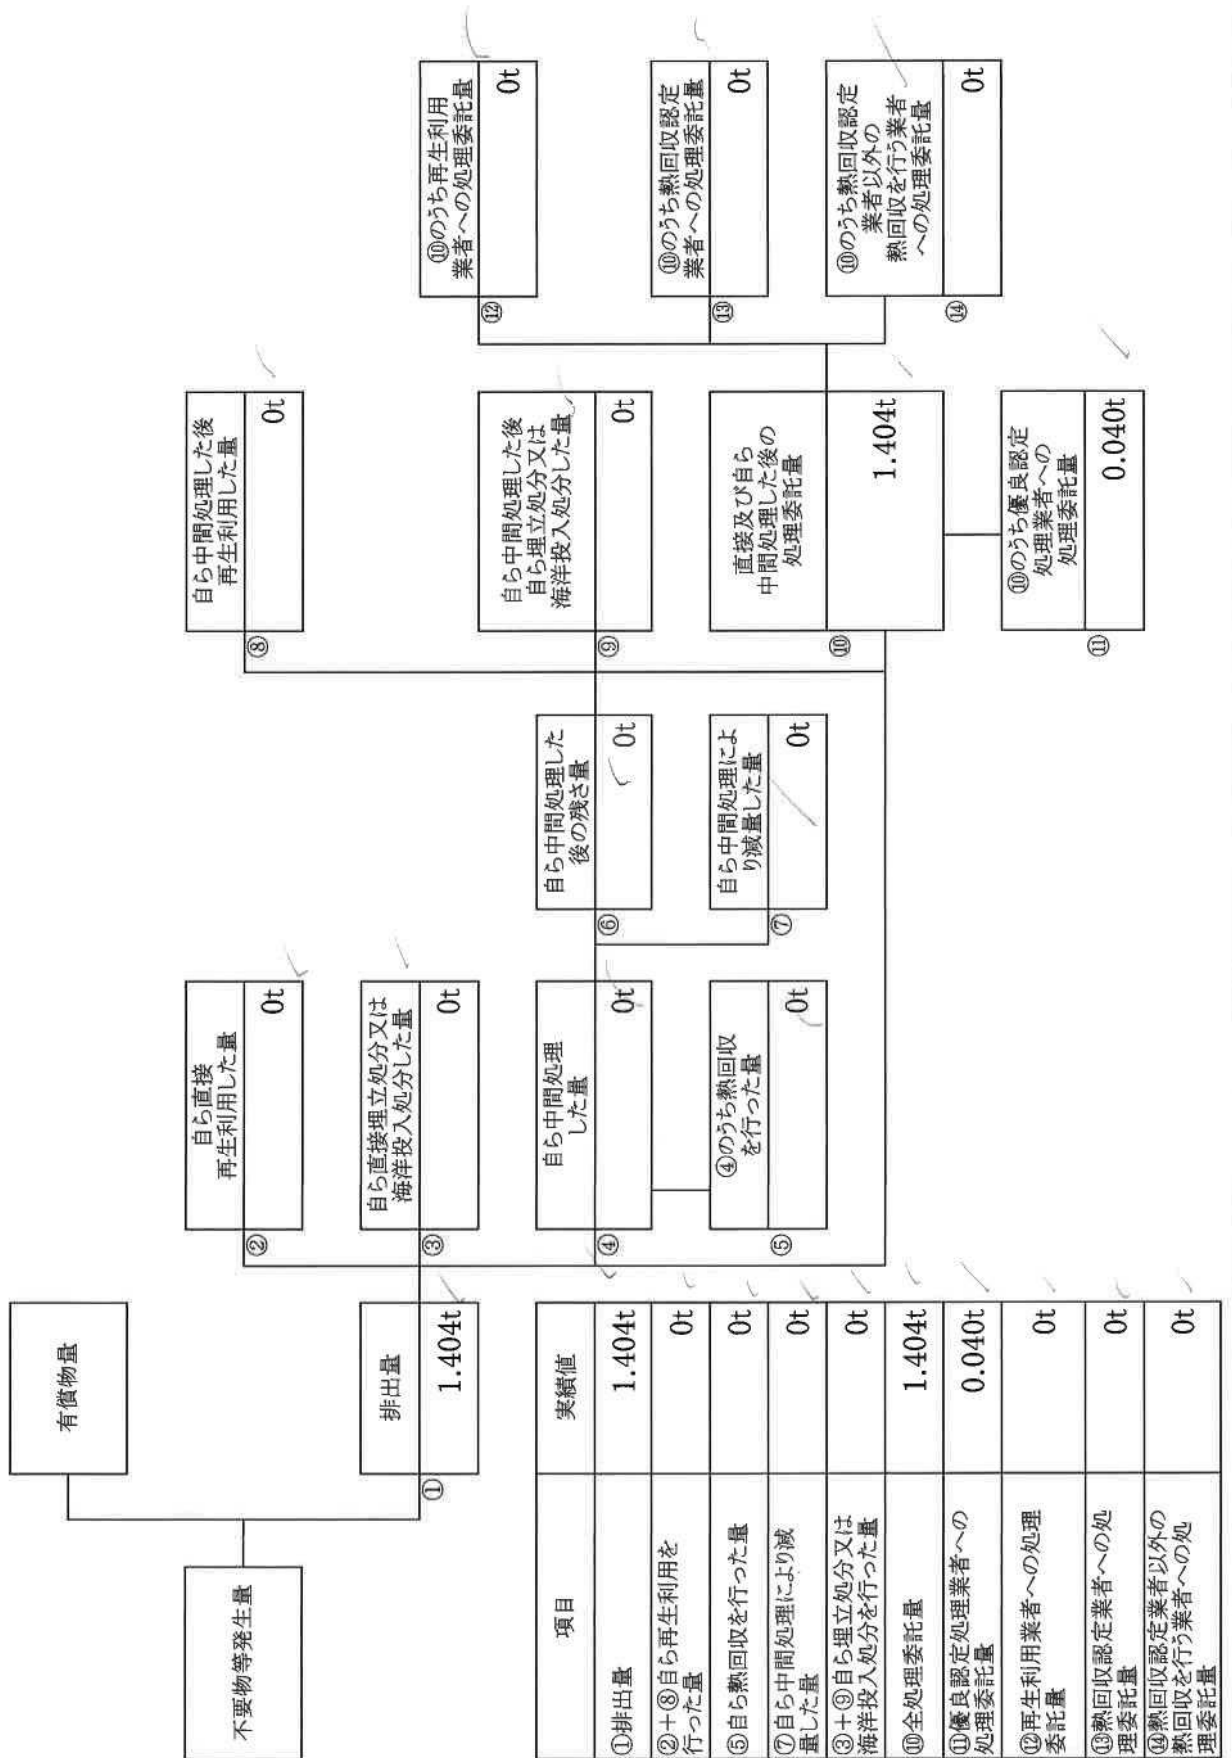 不要物等発生量
有償物量
排出量
①
1.404t
自ら直接
再生利用した量
②
0t
自ら直接埋立処分又は
海洋投入処分した量
③
0t
自ら中間処理
した量
④
0t
④のうち熱回収
を行った量
⑤
0t
自ら中間処理した
後の残さ量
⑥
0t
自ら中間処理によ
り減量した量
⑦
0t
自ら中間処理した後
再生利用した量
⑧
0t
自ら中間処理した後
自ら埋立処分又は
海洋投入処分した量
⑨
0t
直接及び自ら
中間処理した後の
処理委託量
⑩
1.404t
⑩のうち優良認定
処理業者への
処理委託量
⑪
0.040t
⑩のうち再生利用
業者への処理委託量
⑫
0t
⑩のうち熱回収認定
業者への処理委託量
⑬
0t
⑩のうち熱回収認定
業者以外の
熱回収を行う業者
への処理委託量
⑭
0t
項目 実績値
①排出量 1.404t
②+⑧自ら再生利用を
行った量 0t
⑤自ら熱回収を行った量 0t
⑦自ら中間処理により減
量した量 0t
③+⑨自ら埋立処分又は
海洋投入処分を行った量 0t
⑩全処理委託量 1.404t
⑪優良認定処理業者への
処理委託量 0.040t
⑫再生利用業者への処理
委託量 0t
⑬熱回収認定業者への処
理委託量 0t
⑭熱回収認定業者以外の
熱回収を行う業者への処
理委託量 0t